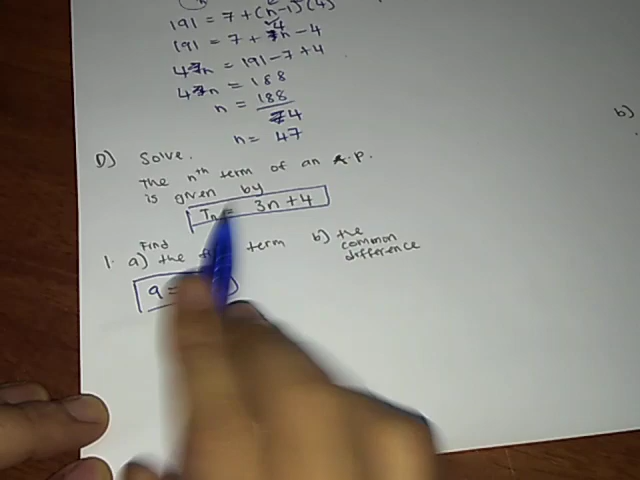 191 = 7 + (n-1)(4)
191 = 7 + 4n - 4
4n = 191 - 7 + 4
4n = 188
n = 188
4
n = 47
D) Solve.
The nth term of an A.P.
is given by
Tn = 3n + 4
Find
1. a) the term b) the
common
difference
a =
b)